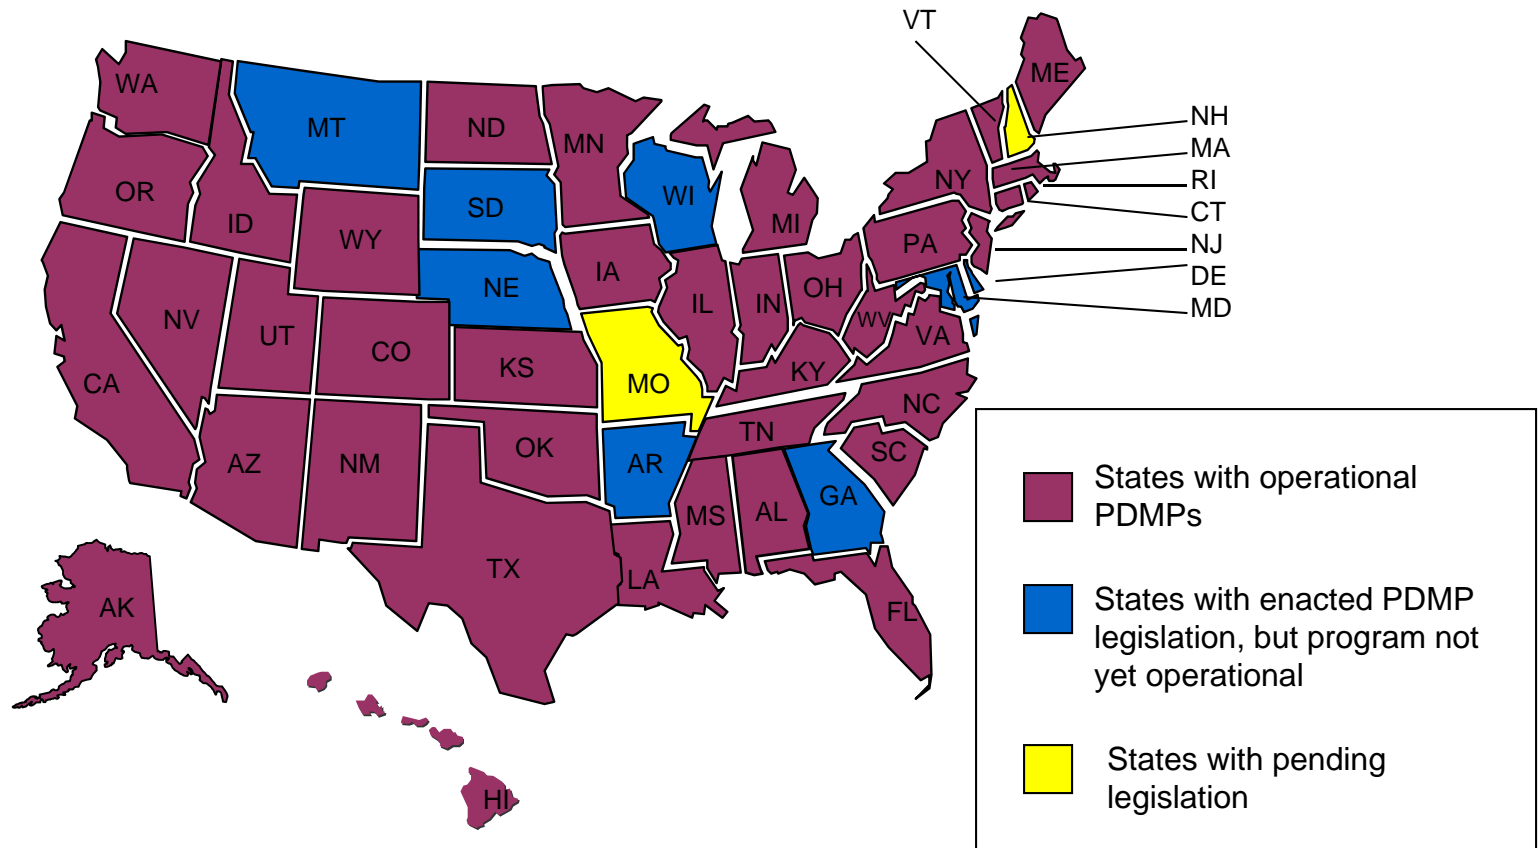 VT
ME
WA
NH
MT
ND
MN
MA
OR
NY
RI
ID
SD
WI
MI
CT
WY
PA
NJ
IA
DE
NE
OH
IL
IN
MD
NV
WV
UT
VA
CO
KS
KY
CA
MO
NC
TN
OK
SC
AZ
NM
AR
GA
MS
AL
TX
LA
AK
FL
HI
States with operational
PDMPs
States with enacted PDMP
legislation, but program not
yet operational
States with pending
legislation